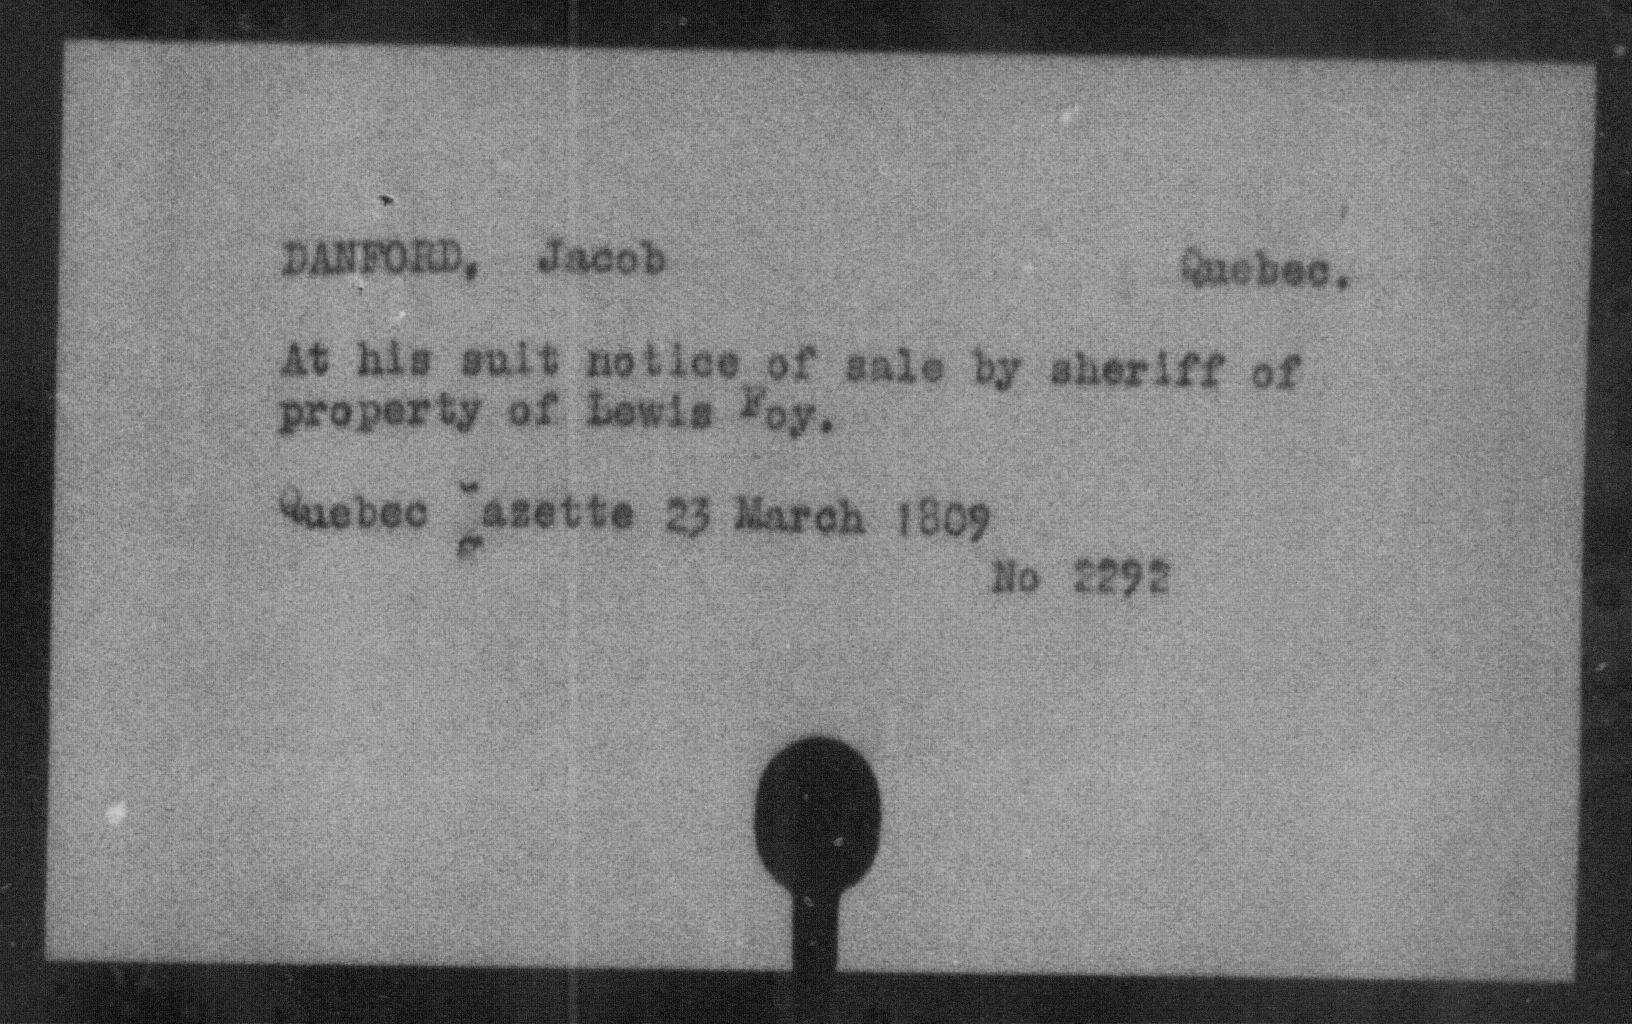 DANFORD, Jacob Quebec.
At his suit notice of sale by sheriff of
property of Lewis Foy.
Quebec Gazette 23 March 1809
No 2292